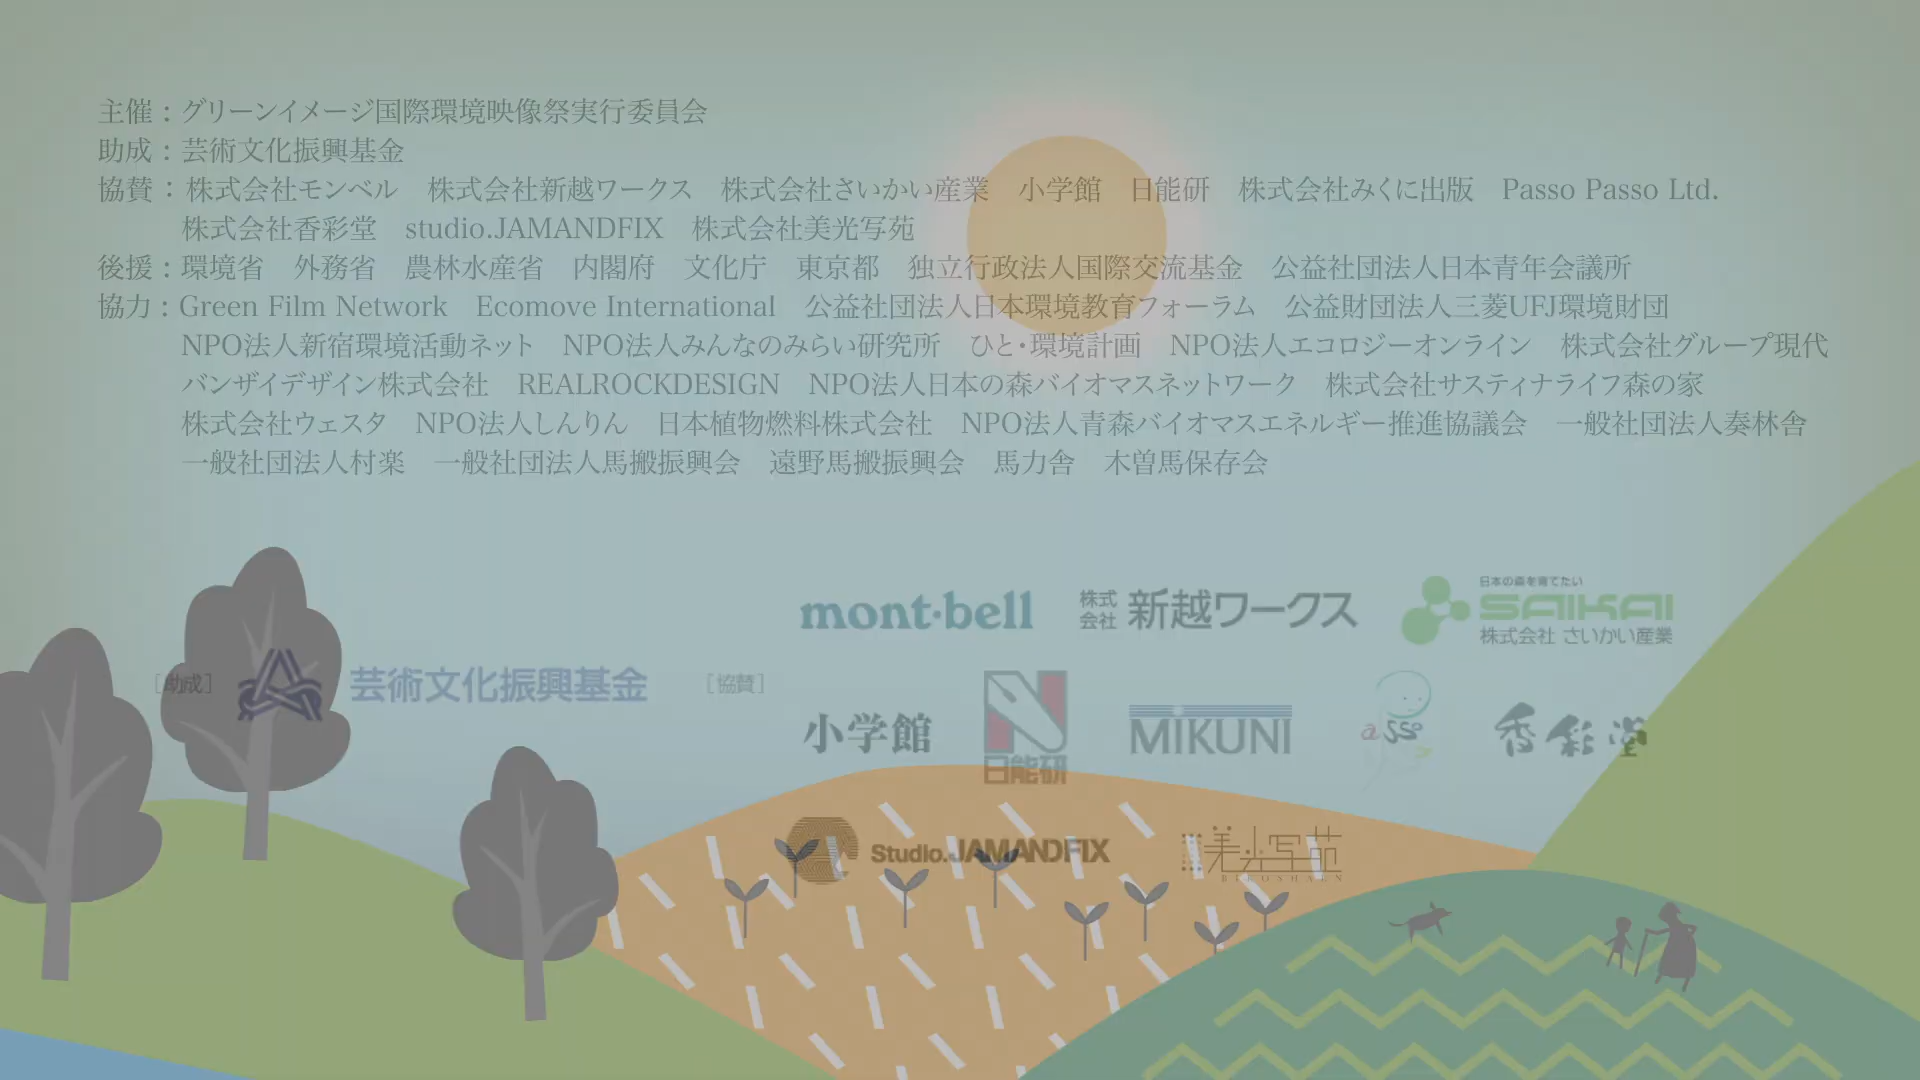 主催：グリーンイメージ国際環境映像祭実行委員会
助成：芸術文化振興基金
協賛：株式会社モンベル　株式会社新越ワークス　株式会社さいかい産業　小学館　日能研　株式会社みくに出版　Passo Passo Ltd.
株式会社香彩堂　studio.JAMANDFIX　株式会社美光写苑
後援：環境省　外務省　農林水産省　内閣府　文化庁　東京都　独立行政法人国際交流基金　公益社団法人日本青年会議所
協力：Green Film Network　Ecomove International　公益社団法人日本環境教育フォーラム　公益財団法人三菱UFJ環境財団
NPO法人新宿環境活動ネット　NPO法人みんなのみらい研究所　ひと・環境計画　NPO法人エコロジーオンライン　株式会社グループ現代
バンザイデザイン株式会社　REALROCKDESIGN　NPO法人日本の森バイオマスネットワーク　株式会社サスティナライフ森の家
株式会社ウェスタ　NPO法人しんりん　日本植物燃料株式会社　NPO法人青森バイオマスエネルギー推進協議会　一般社団法人奏林舎
一般社団法人村楽　一般社団法人馬搬振興会　遠野馬搬振興会　馬力舎　木曽馬保存会
mont-bell
株式会社 新越ワークス
日本の森を育てたい
SAIKAI
株式会社 さいかい産業
［助成］
芸術文化振興基金
［協賛］
小学館
日能研
MIKUNI
香彩堂
Studio.JAMANDFIX
美光写苑
BIKOSHAEN